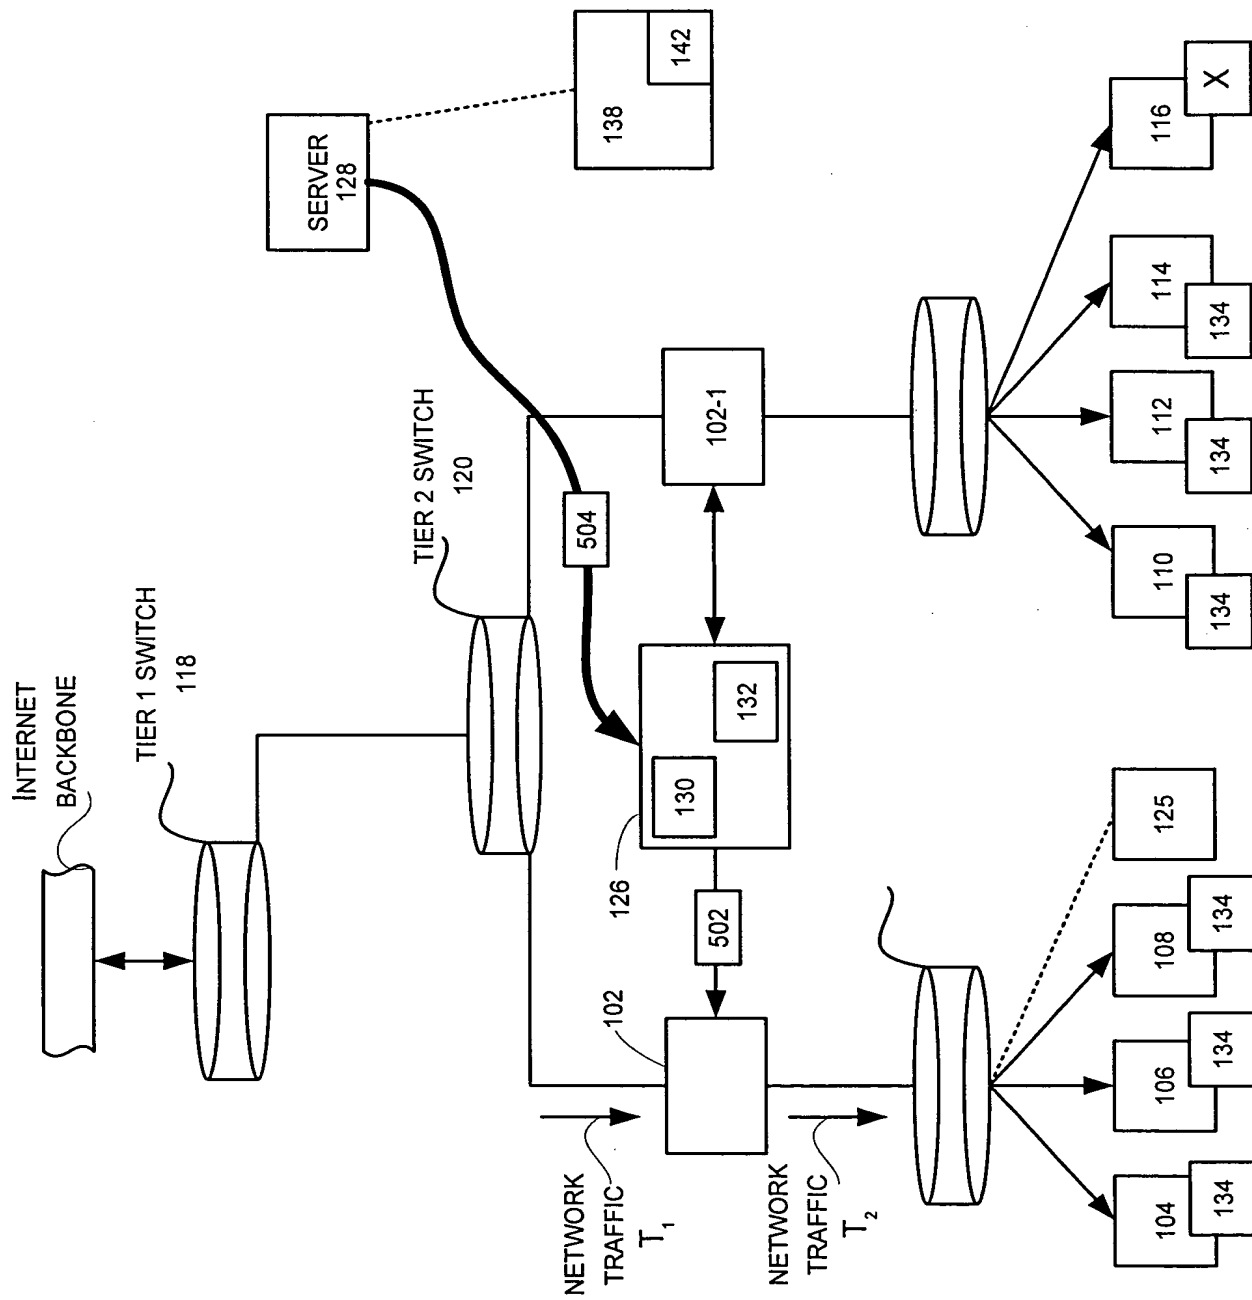 INTERNET
BACKBONE
TIER 1 SWITCH
118
TIER 2 SWITCH
120
SERVER
128
138
142
504
126
130
132
502
102
102-1
NETWORK
TRAFFIC
T1
NETWORK
TRAFFIC
T2
104
134
106
134
108
134
125
110
134
112
134
114
134
116
X